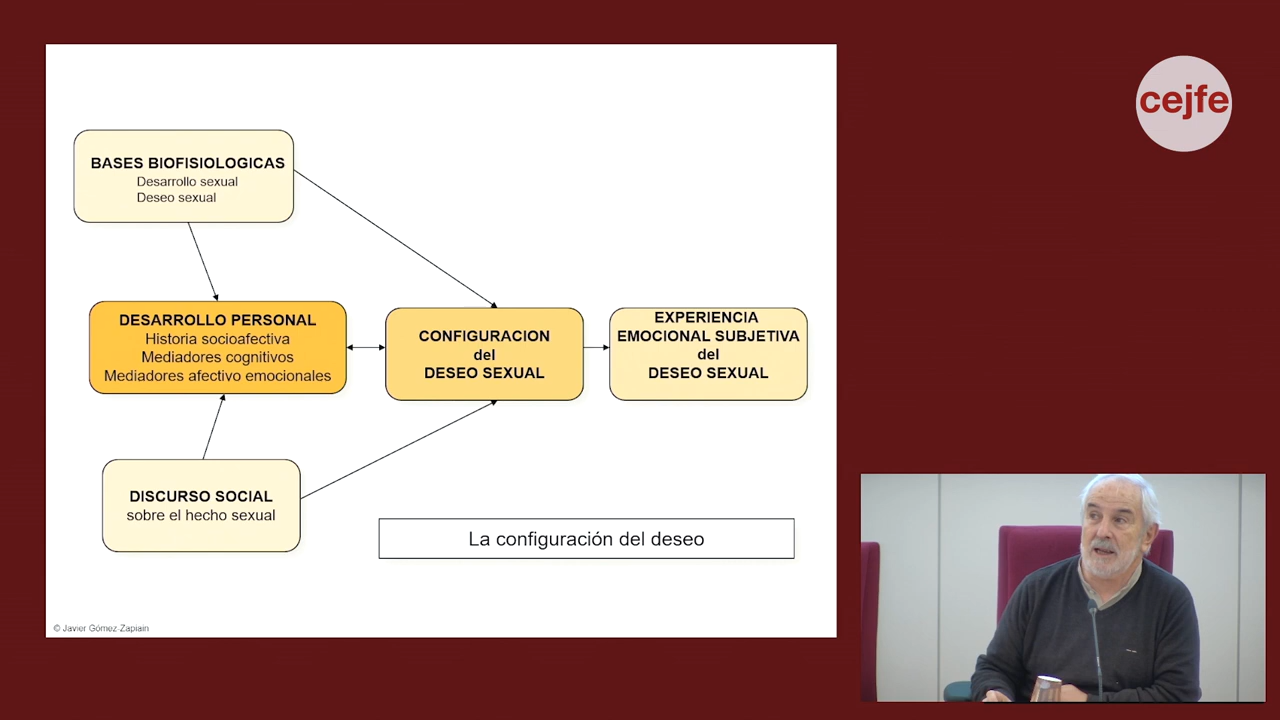 cejfe
BASES BIOFISIOLOGICAS
Desarrollo sexual
Deseo sexual
DESARROLLO PERSONAL
Historia socioafectiva
Mediadores cognitivos
Mediadores afectivo emocionales
CONFIGURACION
del
DESEO SEXUAL
EXPERIENCIA
EMOCIONAL SUBJETIVA
del
DESEO SEXUAL
DISCURSO SOCIAL
sobre el hecho sexual
La configuración del deseo
© Javier Gómez-Zapiain